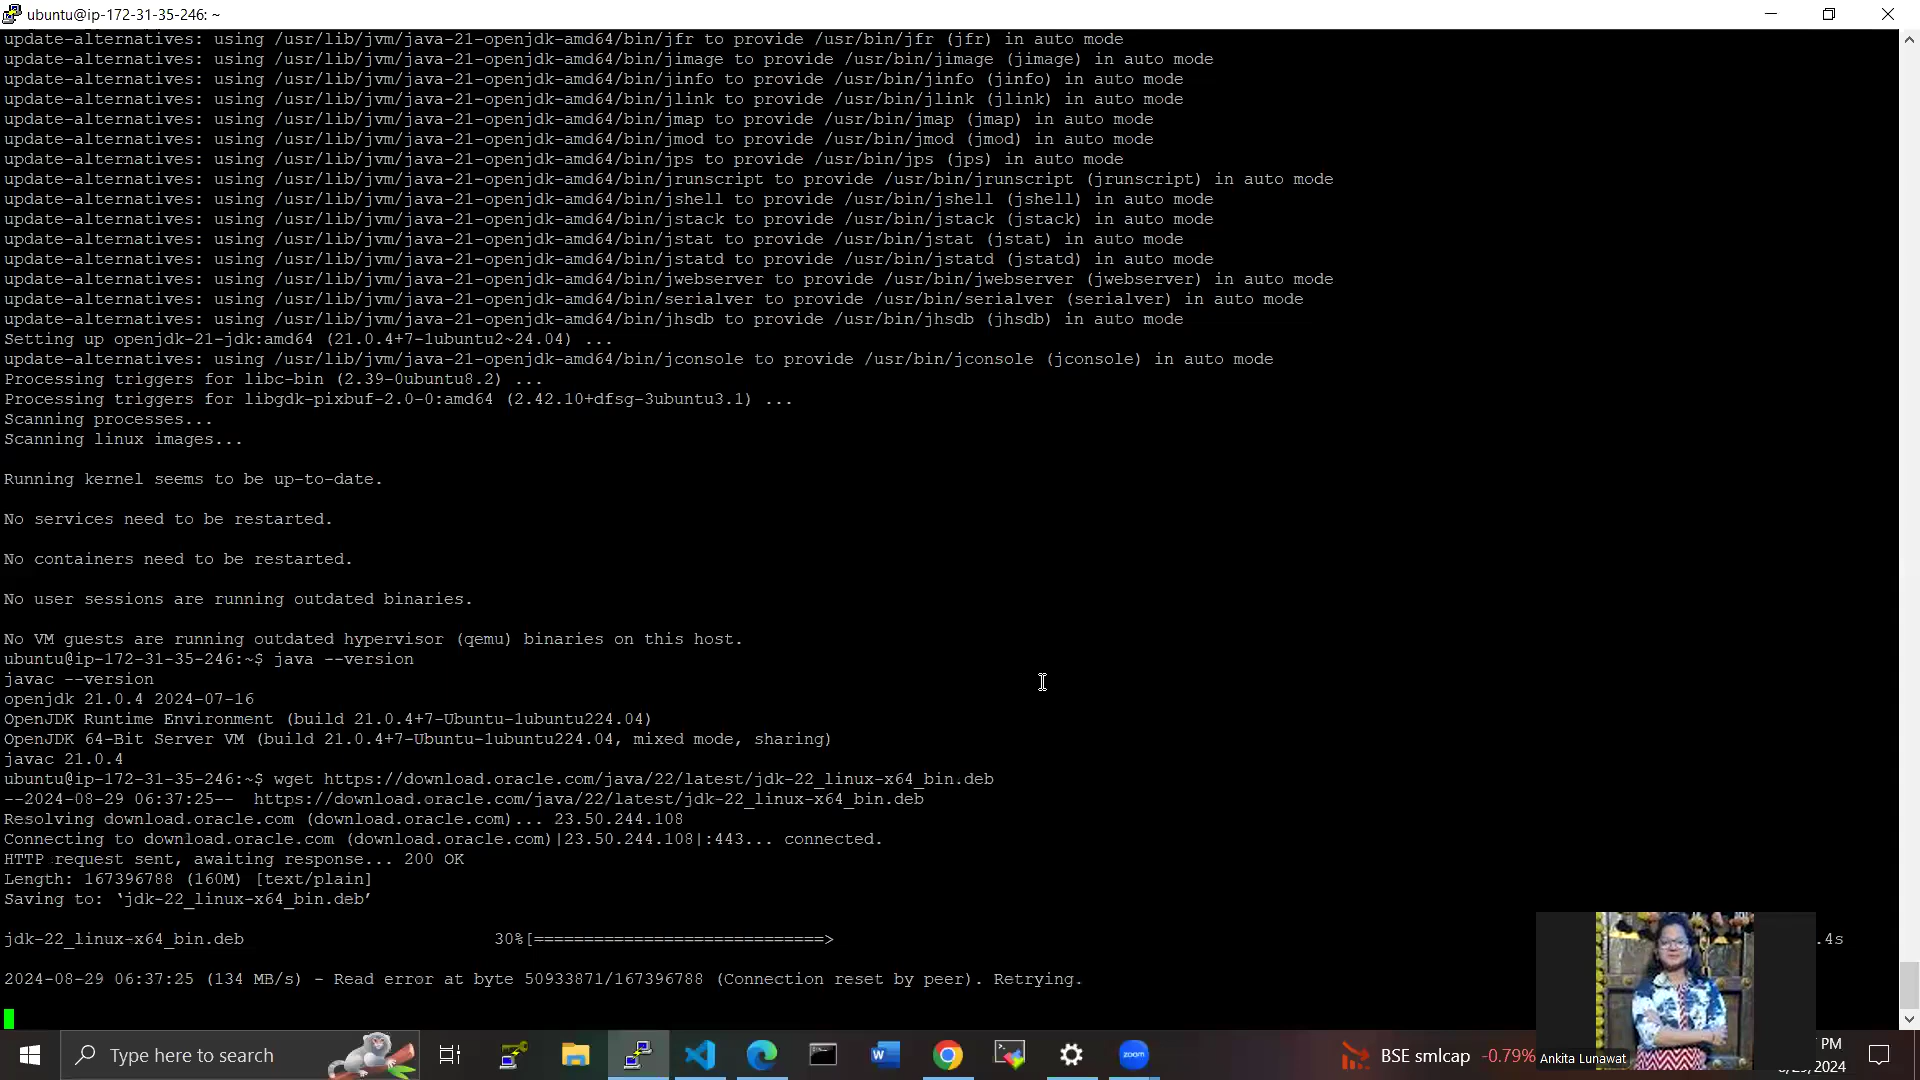 ubuntu@ip-172-31-35-246: ~
update-alternatives: using /usr/lib/jvm/java-21-openjdk-amd64/bin/jfr to provide /usr/bin/jfr (jfr) in auto mode
update-alternatives: using /usr/lib/jvm/java-21-openjdk-amd64/bin/jimage to provide /usr/bin/jimage (jimage) in auto mode
update-alternatives: using /usr/lib/jvm/java-21-openjdk-amd64/bin/jinfo to provide /usr/bin/jinfo (jinfo) in auto mode
update-alternatives: using /usr/lib/jvm/java-21-openjdk-amd64/bin/jlink to provide /usr/bin/jlink (jlink) in auto mode
update-alternatives: using /usr/lib/jvm/java-21-openjdk-amd64/bin/jmap to provide /usr/bin/jmap (jmap) in auto mode
update-alternatives: using /usr/lib/jvm/java-21-openjdk-amd64/bin/jmod to provide /usr/bin/jmod (jmod) in auto mode
update-alternatives: using /usr/lib/jvm/java-21-openjdk-amd64/bin/jps to provide /usr/bin/jps (jps) in auto mode
update-alternatives: using /usr/lib/jvm/java-21-openjdk-amd64/bin/jrunscript to provide /usr/bin/jrunscript (jrunscript) in auto mode
update-alternatives: using /usr/lib/jvm/java-21-openjdk-amd64/bin/jshell to provide /usr/bin/jshell (jshell) in auto mode
update-alternatives: using /usr/lib/jvm/java-21-openjdk-amd64/bin/jstack to provide /usr/bin/jstack (jstack) in auto mode
update-alternatives: using /usr/lib/jvm/java-21-openjdk-amd64/bin/jstat to provide /usr/bin/jstat (jstat) in auto mode
update-alternatives: using /usr/lib/jvm/java-21-openjdk-amd64/bin/jstatd to provide /usr/bin/jstatd (jstatd) in auto mode
update-alternatives: using /usr/lib/jvm/java-21-openjdk-amd64/bin/jwebserver to provide /usr/bin/jwebserver (jwebserver) in auto mode
update-alternatives: using /usr/lib/jvm/java-21-openjdk-amd64/bin/serialver to provide /usr/bin/serialver (serialver) in auto mode
update-alternatives: using /usr/lib/jvm/java-21-openjdk-amd64/bin/jhsdb to provide /usr/bin/jhsdb (jhsdb) in auto mode
Setting up openjdk-21-jdk:amd64 (21.0.4+7-1ubuntu2~24.04) ...
update-alternatives: using /usr/lib/jvm/java-21-openjdk-amd64/bin/jconsole to provide /usr/bin/jconsole (jconsole) in auto mode
Processing triggers for libc-bin (2.39-0ubuntu8.2) ...
Processing triggers for libgdk-pixbuf-2.0-0:amd64 (2.42.10+dfsg-3ubuntu3.1) ...
Scanning processes...
Scanning linux images...
Running kernel seems to be up-to-date.
No services need to be restarted.
No containers need to be restarted.
No user sessions are running outdated binaries.
No VM guests are running outdated hypervisor (qemu) binaries on this host.
ubuntu@ip-172-31-35-246:~$ java --version
javac --version
openjdk 21.0.4 2024-07-16
OpenJDK Runtime Environment (build 21.0.4+7-Ubuntu-1ubuntu224.04)
OpenJDK 64-Bit Server VM (build 21.0.4+7-Ubuntu-1ubuntu224.04, mixed mode, sharing)
javac 21.0.4
ubuntu@ip-172-31-35-246:~$ wget https://download.oracle.com/java/22/latest/jdk-22_linux-x64_bin.deb
--2024-08-29 06:37:25--  https://download.oracle.com/java/22/latest/jdk-22_linux-x64_bin.deb
Resolving download.oracle.com (download.oracle.com)... 23.50.244.108
Connecting to download.oracle.com (download.oracle.com)|23.50.244.108|:443... connected.
HTTP request sent, awaiting response... 200 OK
Length: 167396788 (160M) [text/plain]
Saving to: ‘jdk-22_linux-x64_bin.deb’
jdk-22_linux-x64_bin.deb 30%[=============================> .4s
2024-08-29 06:37:25 (134 MB/s) - Read error at byte 50933871/167396788 (Connection reset by peer). Retrying.
Type here to search
zoom
BSE smlcap -0.79%
Ankita Lunawat
PM